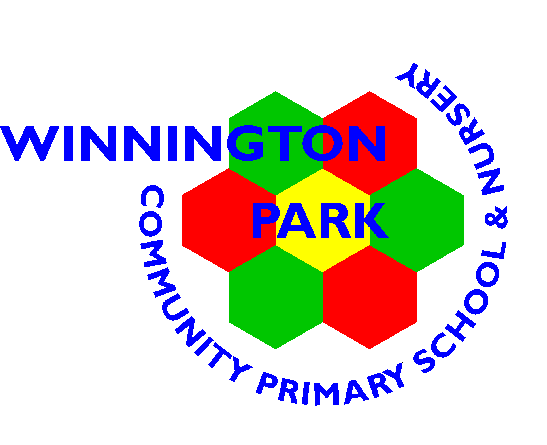 WINNINGTON
PARK
COMMUNITY PRIMARY SCHOOL & NURSERY